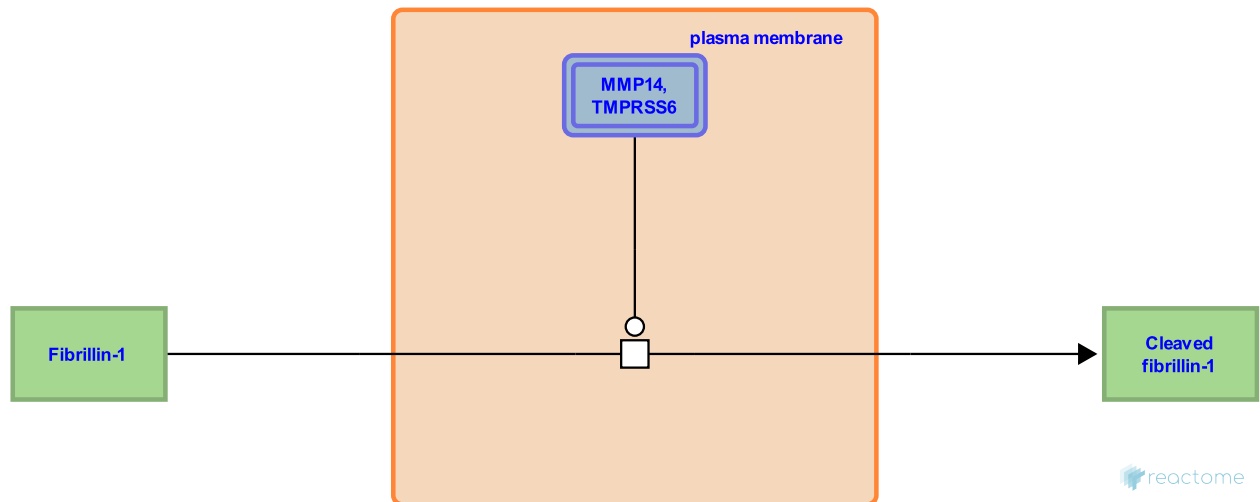 plasma membrane
MMP14,
TMPRSS6
Fibrillin-1
Cleaved
fibrillin-1
reactome